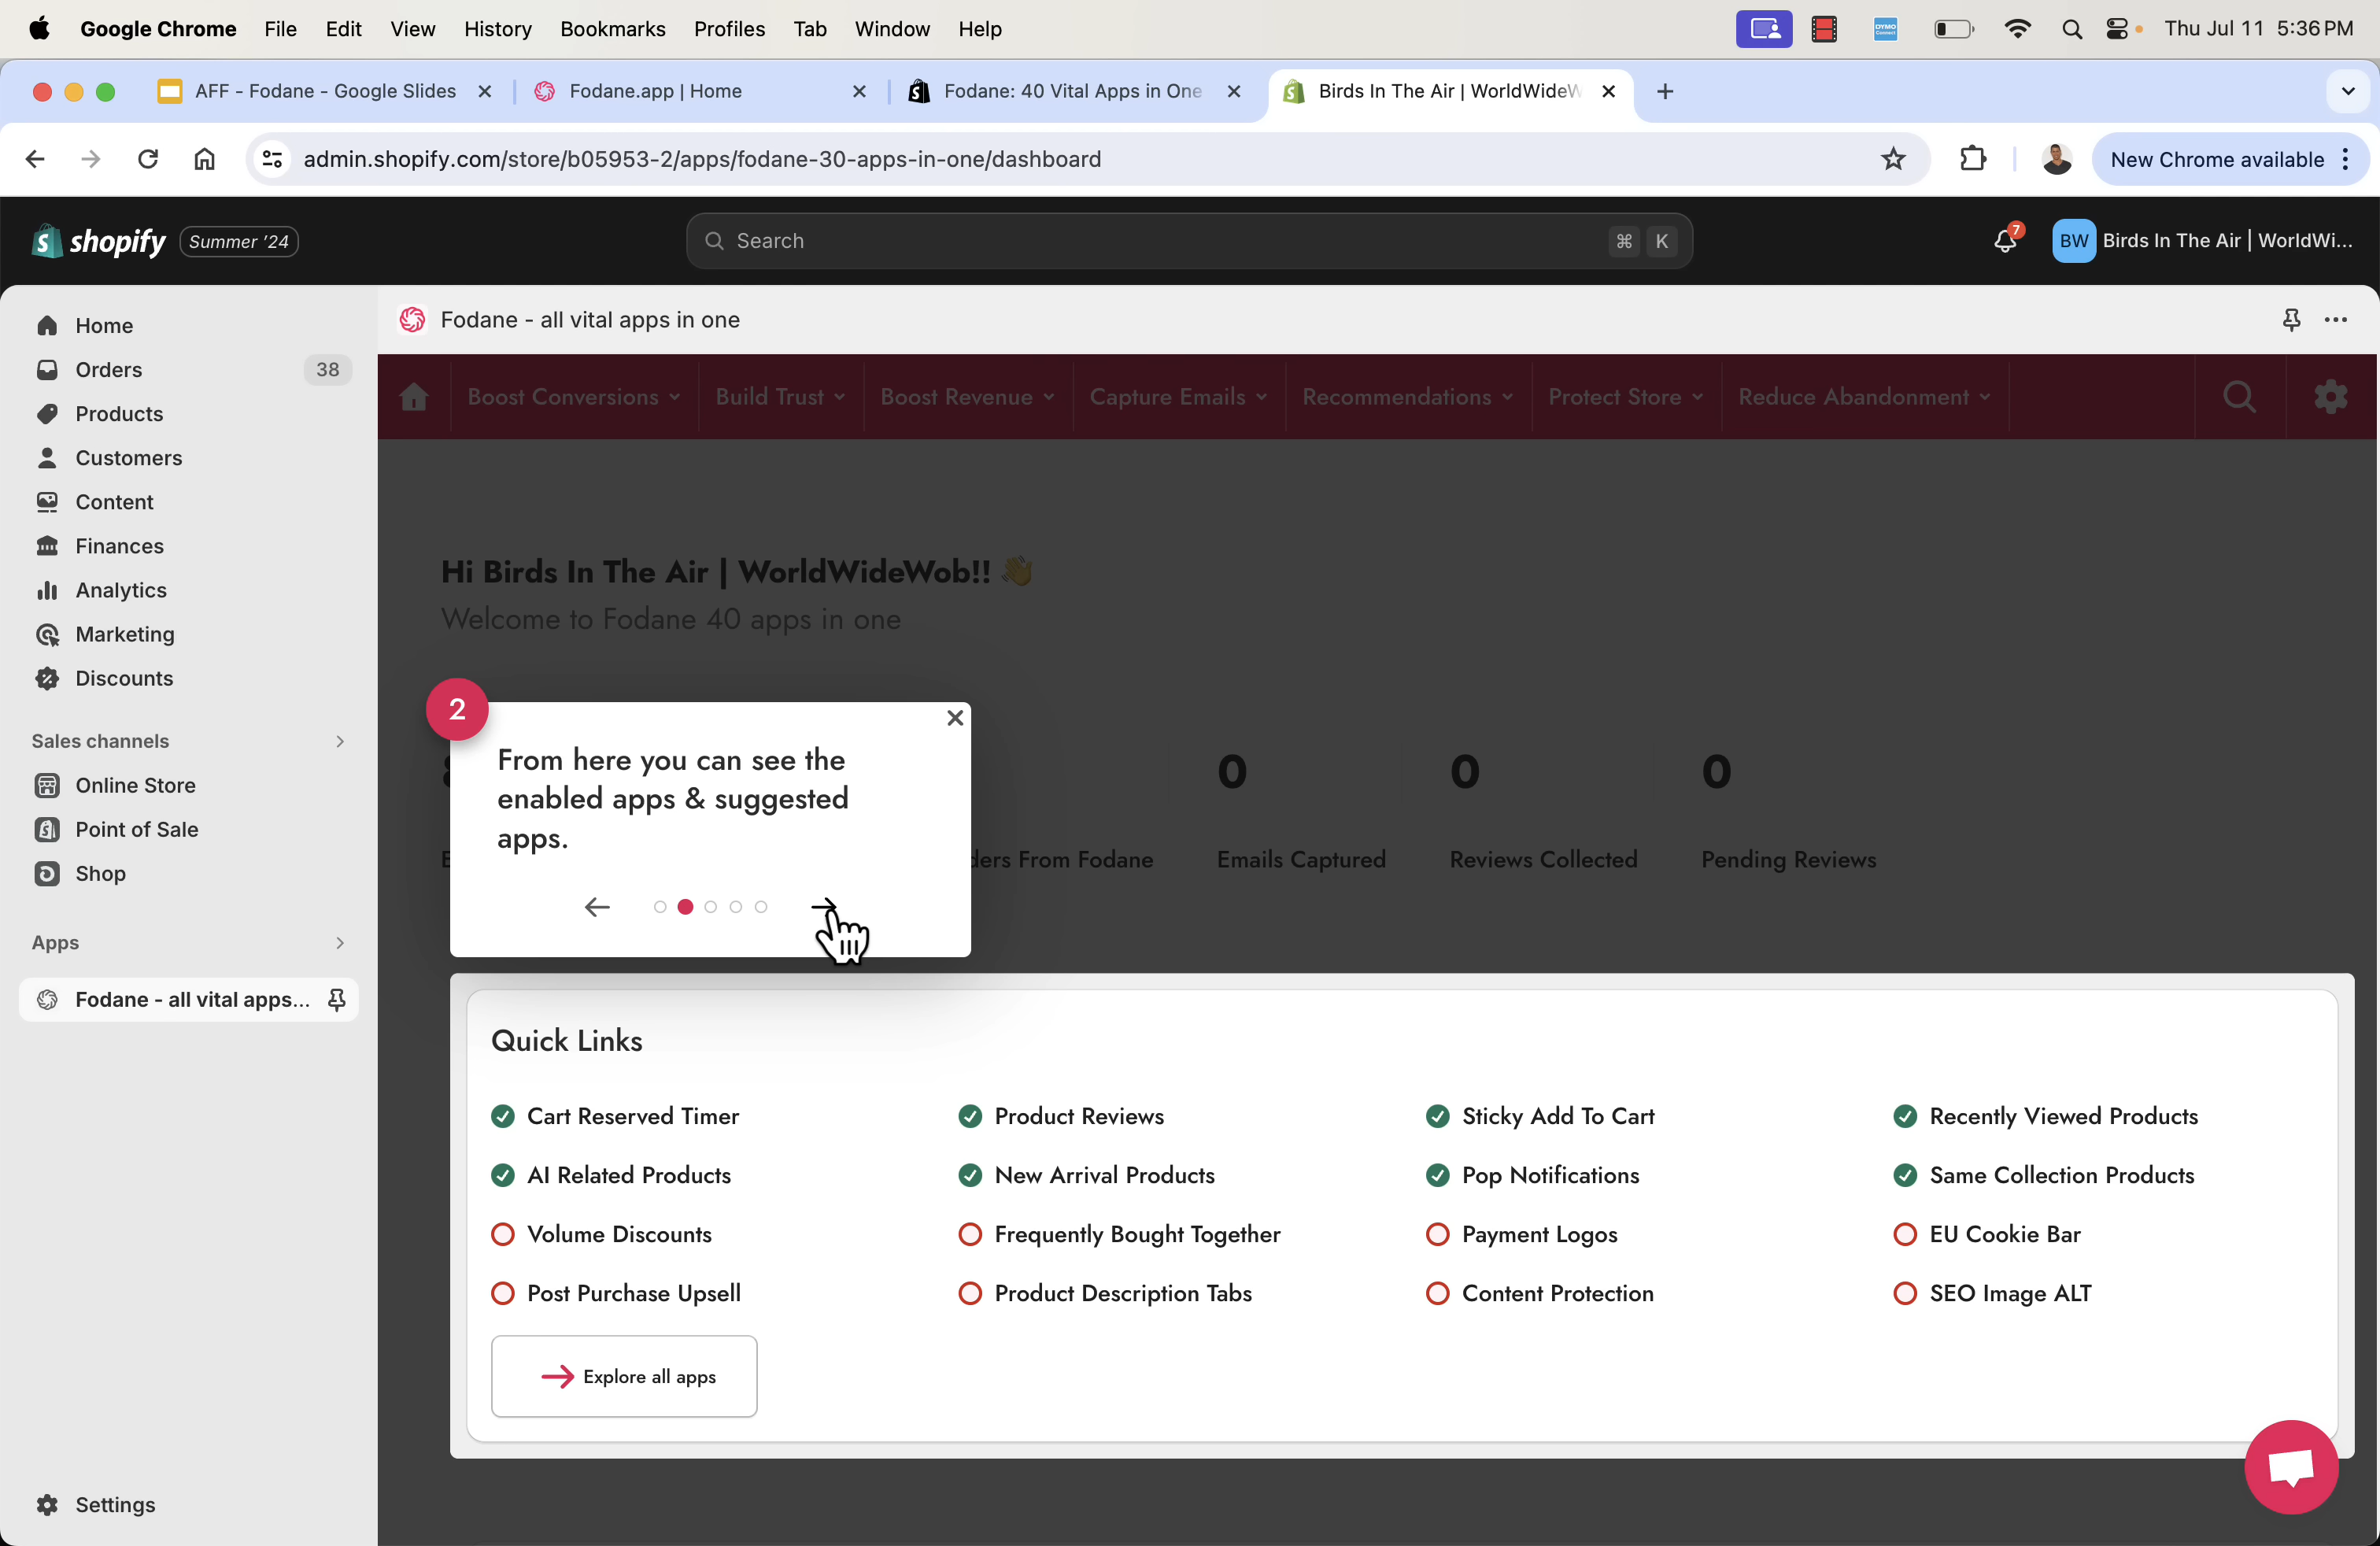 Google Chrome File Edit View History Bookmarks Profiles Tab Window Help DYMO Connect Thu Jul 11 5:36 PM
AFF - Fodane - Google Slides
Fodane.app | Home
Fodane: 40 Vital Apps in One
Birds In The Air | WorldWideW
admin.shopify.com/store/b05953-2/apps/fodane-30-apps-in-one/dashboard
New Chrome available
shopify Summer '24
Search ⌘ K
7
BW Birds In The Air | WorldWi...
Home
Orders 38
Products
Customers
Content
Finances
Analytics
Marketing
Discounts
Sales channels
Online Store
Point of Sale
Shop
Apps
Fodane - all vital apps...
Settings
Fodane - all vital apps in one
Boost Conversions Build Trust Boost Revenue Capture Emails Recommendations Protect Store Reduce Abandonment
Hi Birds In The Air | WorldWideWob!! 👋
Welcome to Fodane 40 apps in one
2
From here you can see the
enabled apps & suggested
apps.
0 0 0
ders From Fodane Emails Captured Reviews Collected Pending Reviews
Quick Links
Cart Reserved Timer Product Reviews Sticky Add To Cart Recently Viewed Products
AI Related Products New Arrival Products Pop Notifications Same Collection Products
Volume Discounts Frequently Bought Together Payment Logos EU Cookie Bar
Post Purchase Upsell Product Description Tabs Content Protection SEO Image ALT
Explore all apps